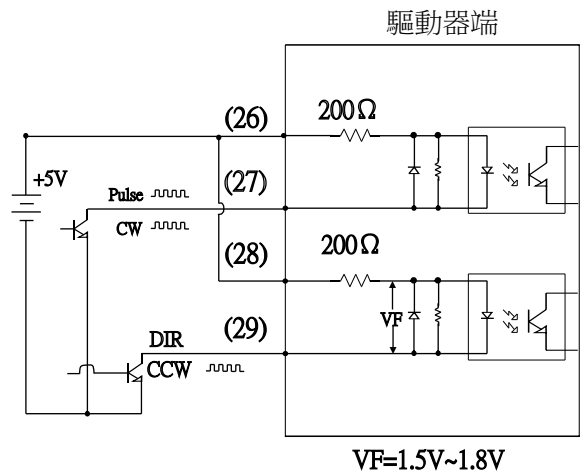 驅動器端
(26)
200Ω
+5V
(27)
Pulse
CW
(28)
200Ω
VF
(29)
DIR
CCW
VF=1.5V~1.8V